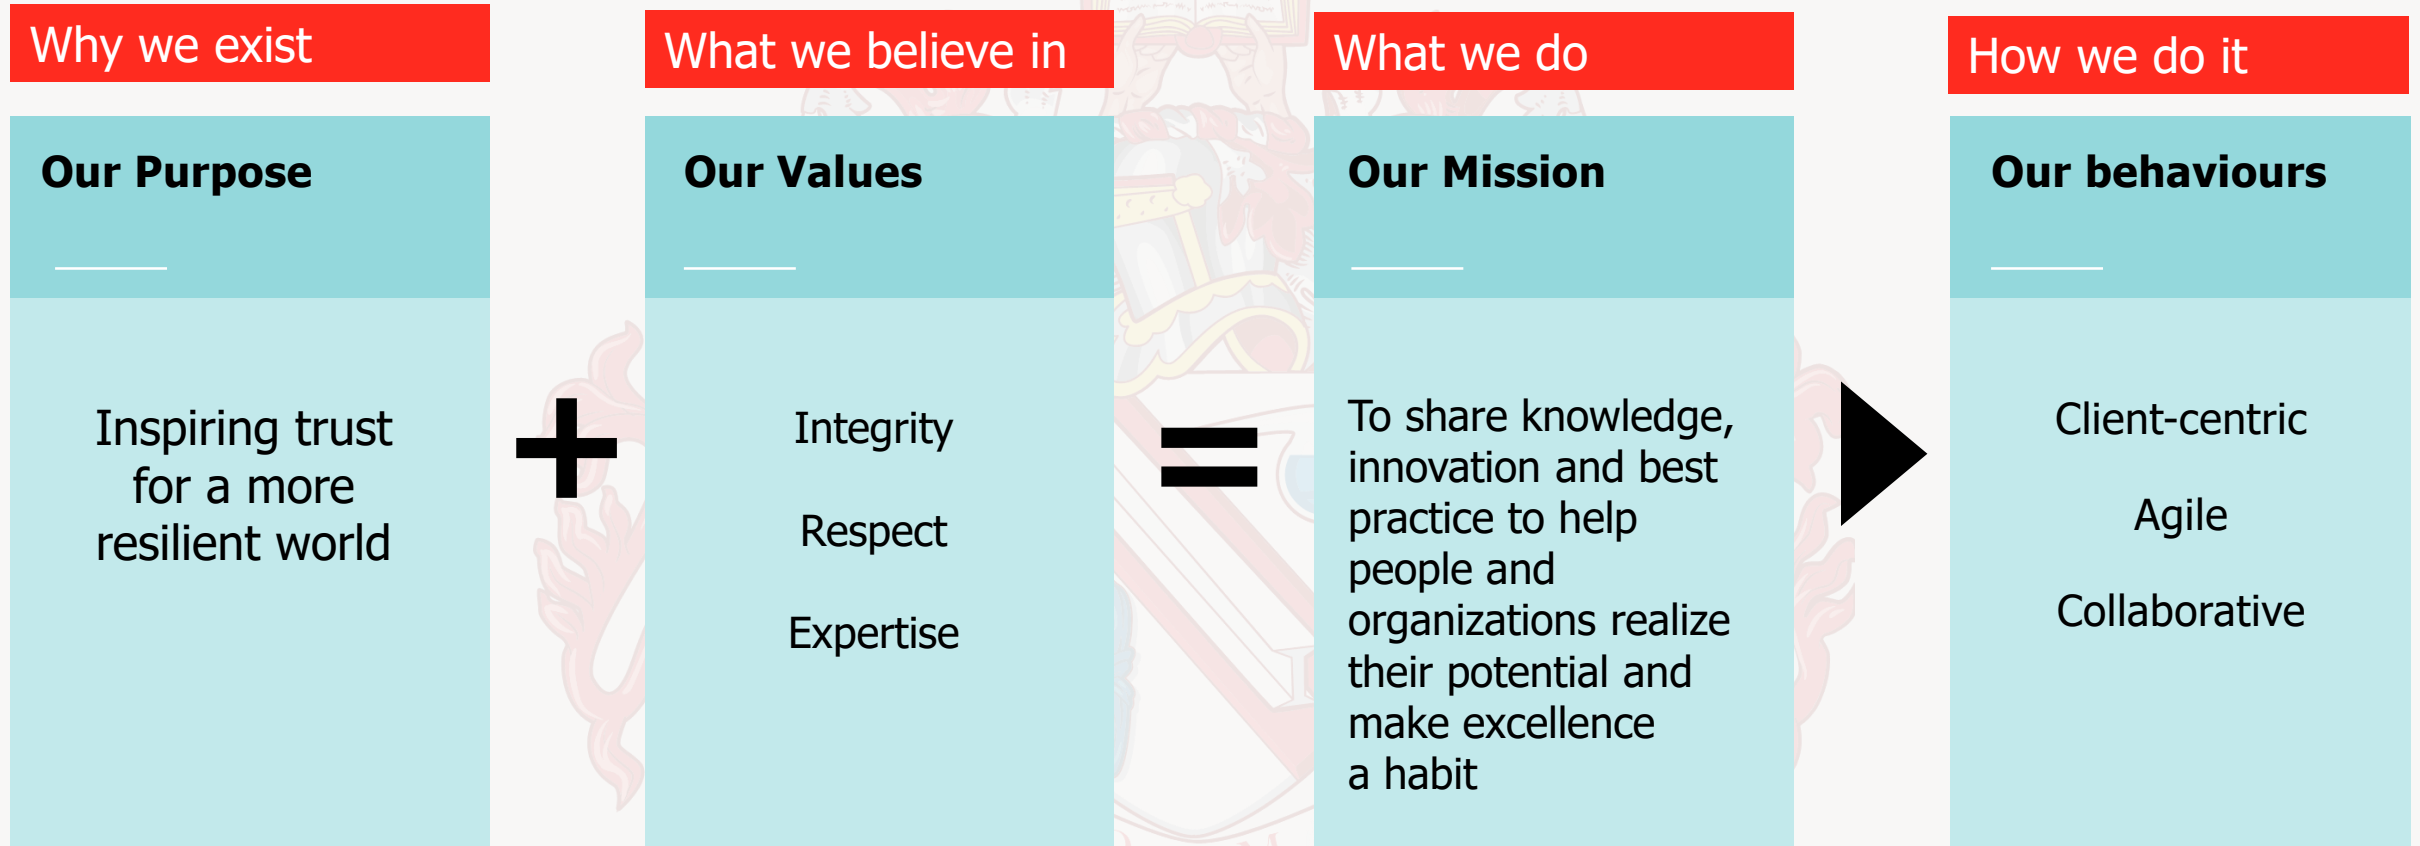 Why we exist
What we believe in
What we do
How we do it
Our Purpose
Inspiring trust
for a more
resilient world
+
Our Values
Integrity
Respect
Expertise
=
Our Mission
To share knowledge,
innovation and best
practice to help
people and
organizations realize
their potential and
make excellence
a habit
Our behaviours
Client-centric
Agile
Collaborative